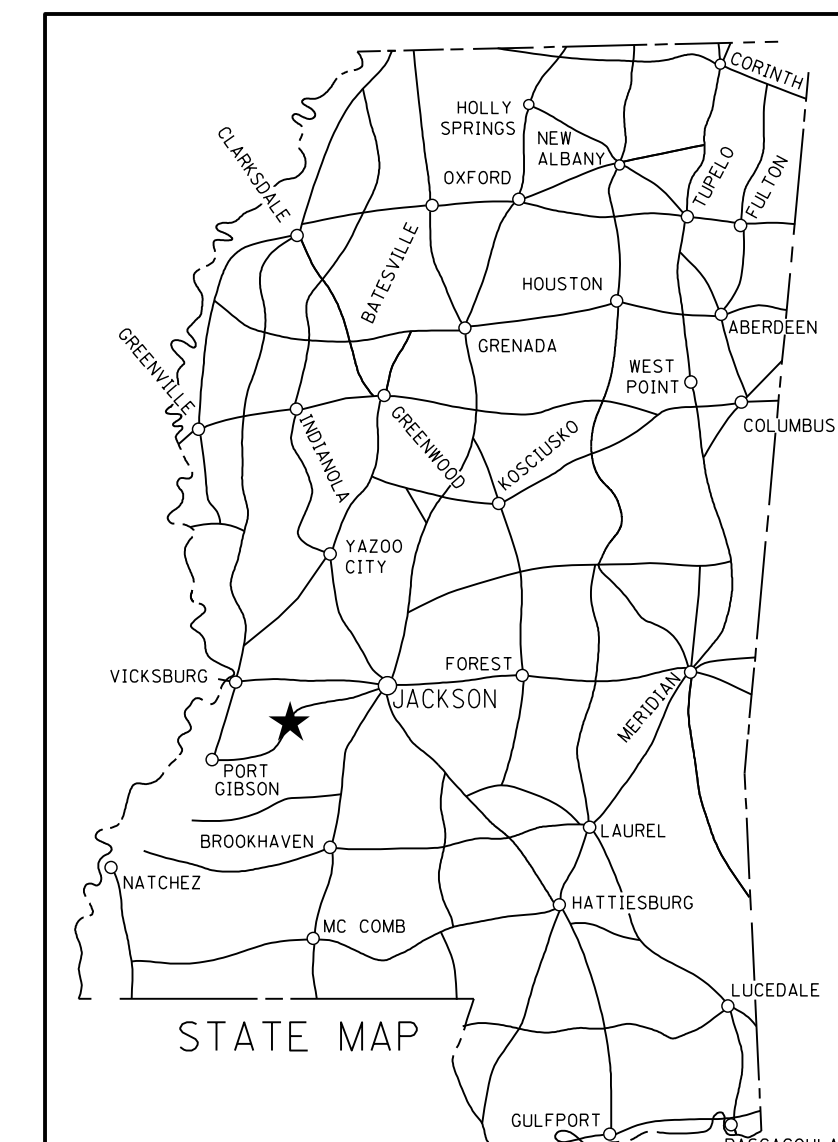 CORINTH
HOLLY
SPRINGS
NEW
ALBANY
CLARKSDALE
OXFORD
TUPELO
FULTON
BATESVILLE
HOUSTON
ABERDEEN
GREENVILLE
GRENADA
WEST
POINT
COLUMBUS
INDIANOLA
GREENWOOD
KOSCIUSKO
YAZOO
CITY
VICKSBURG
FOREST
JACKSON
MERIDIAN
PORT
GIBSON
BROOKHAVEN
LAUREL
NATCHEZ
HATTIESBURG
MC COMB
LUCEDALE
STATE MAP
GULFPORT